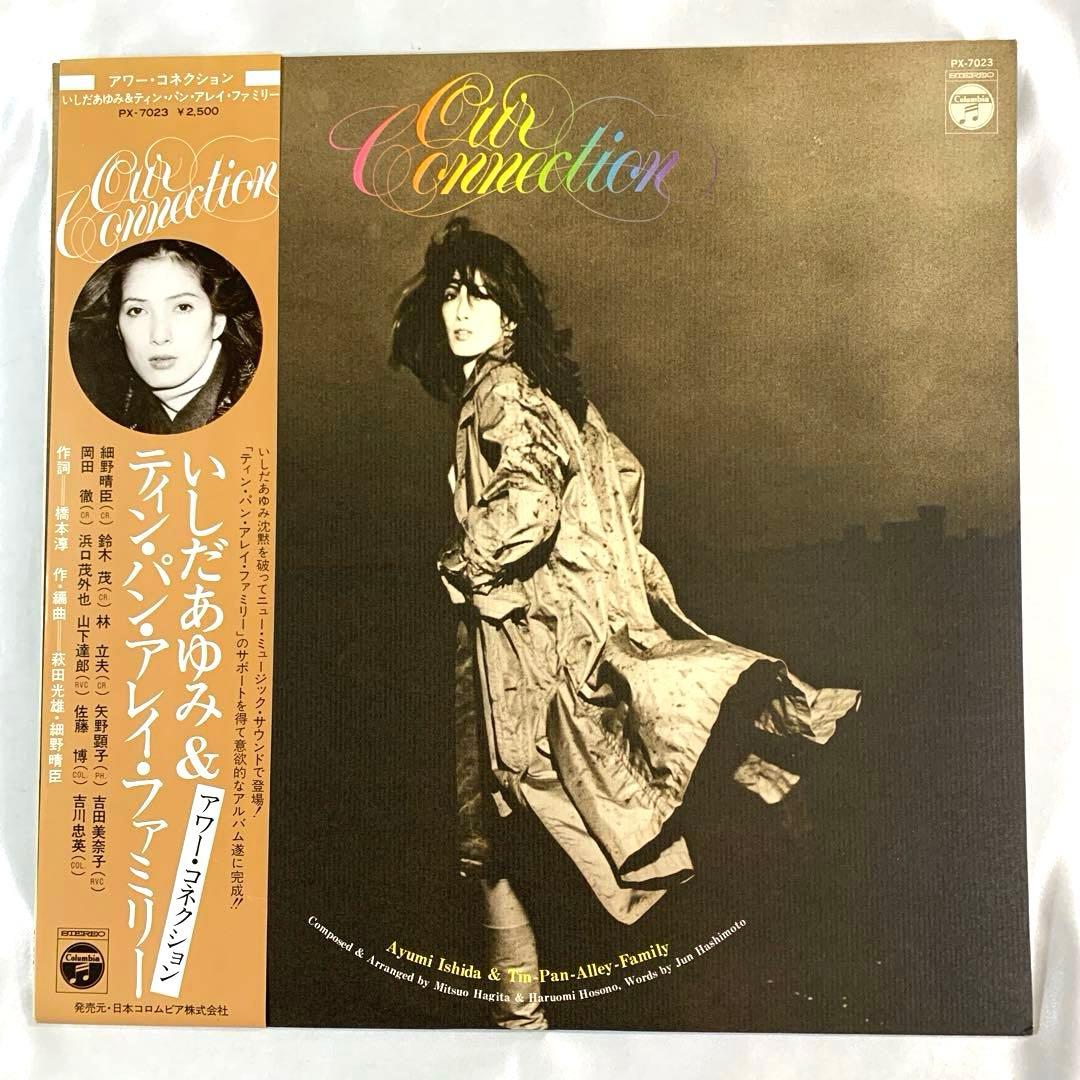 アワー・コネクション
いしだあゆみ&ティン・パン・アレイ・ファミリー
PX-7023 ¥2,500
Our
Connection
いしだあゆみ沈黙を破ってニュー・ミュージック・サウンドで登場!
「ティン・パン・アレイ・ファミリー」のサポートを得て意欲的なアルバム遂に完成!!
いしだあゆみ&
ティン・パン・アレイ・ファミリー
アワー・コネクション
細野晴臣(CR.) 鈴木 茂(CR.) 林 立夫(CR) 矢野顕子(PH.) 吉田美奈子(RVC)
岡田 徹(CR) 浜口茂外也 山下達郎(RVC) 佐藤 博(COL.) 吉川忠英(COL.)
作詞=橋本淳 作・編曲=萩田光雄・細野晴臣
STEREO
Columbia
発売元・日本コロムビア株式会社
Our
Connection
PX-7023
STEREO
Columbia
Ayumi Ishida & Tin-Pan-Alley-Family
Composed & Arranged by Mitsuo Hagita & Haruomi Hosono, Words by Jun Hashimoto